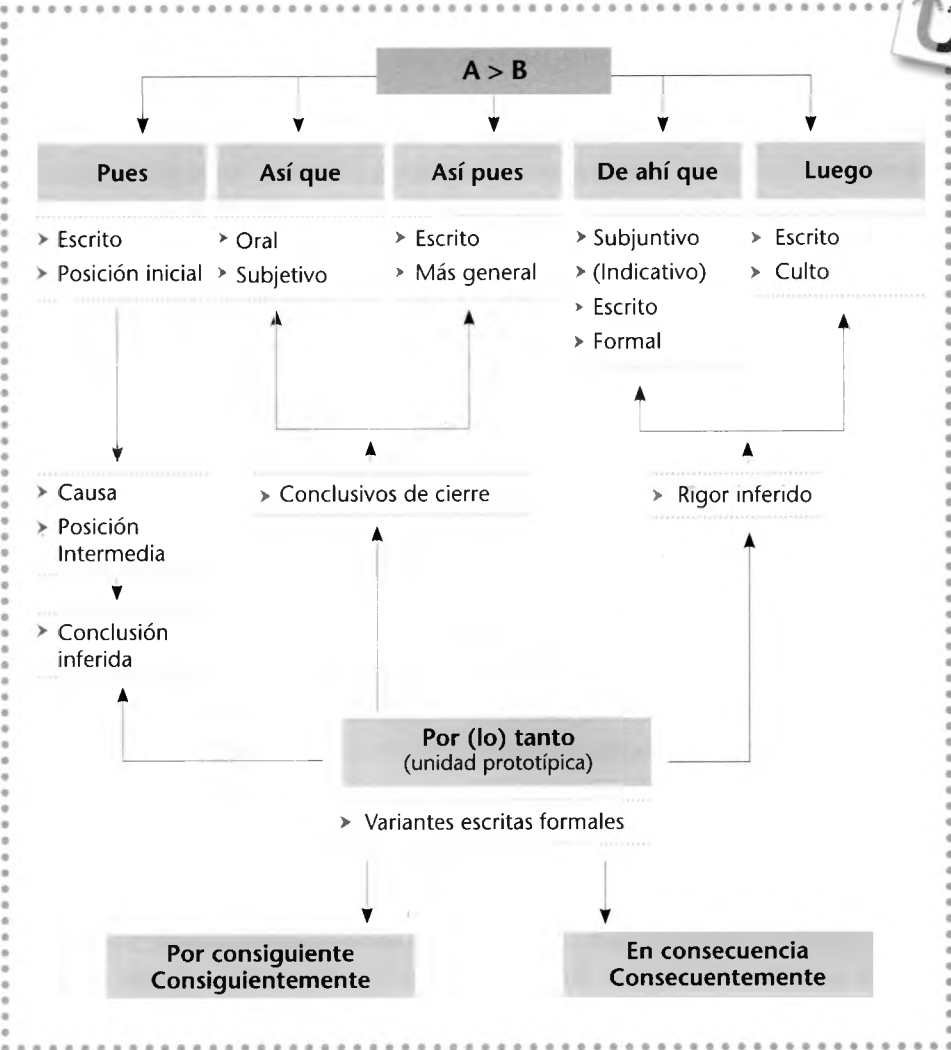 A > B
Pues
Así que
Así pues
De ahí que
Luego
➤ Escrito
➤ Posición inicial
➤ Oral
➤ Subjetivo
➤ Escrito
➤ Más general
➤ Subjuntivo
➤ (Indicativo)
➤ Escrito
➤ Formal
➤ Escrito
➤ Culto
➤ Causa
➤ Posición
Intermedia
➤ Conclusivos de cierre
➤ Rigor inferido
➤ Conclusión
inferida
Por (lo) tanto
(unidad prototípica)
➤ Variantes escritas formales
Por consiguiente
Consiguientemente
En consecuencia
Consecuentemente